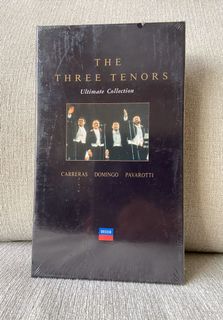 THE
THREE TENORS
Ultimate Collection
CARRERAS DOMINGO PAVAROTTI
DECCA